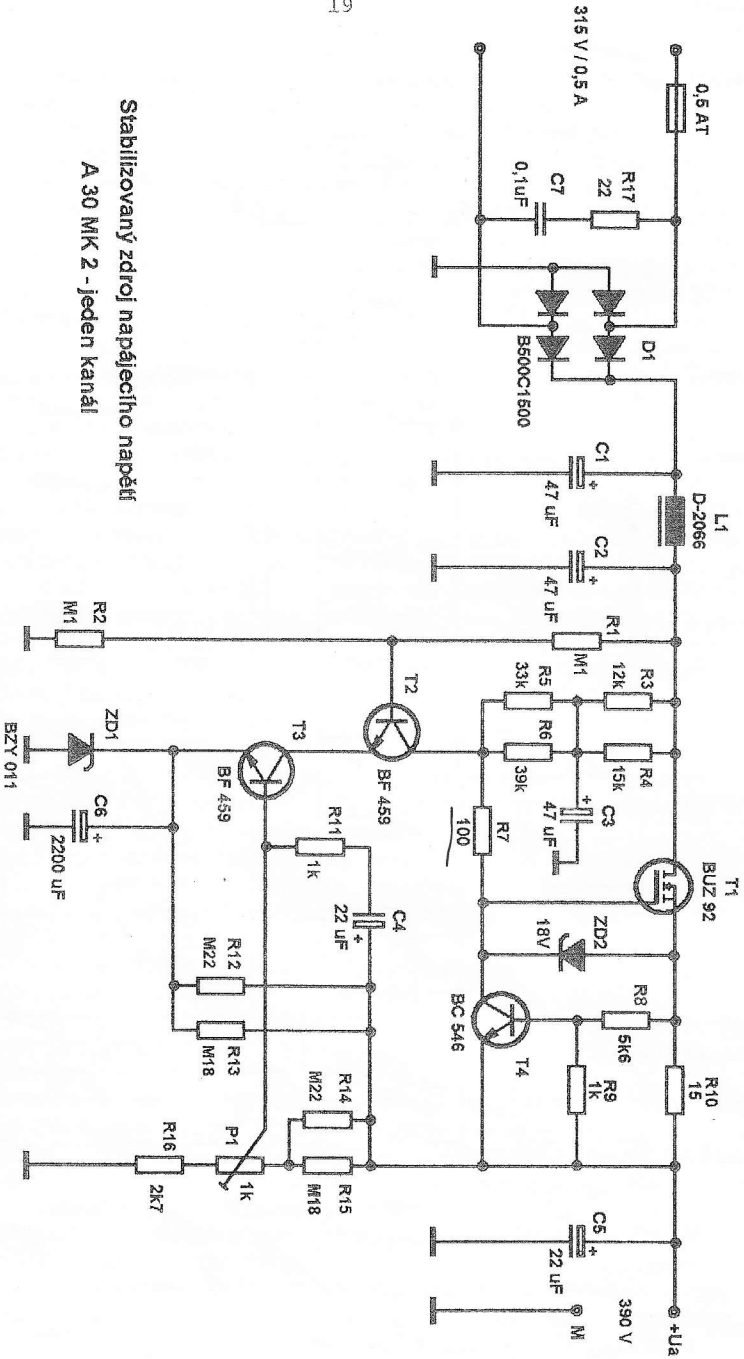 19
315 V / 0,5 A
0,5 AT
R17
22
C7
0,1uF
D1
B500C1500
C1
47 uF
L1
D-2066
C2
47 uF
R1
M1
R2
M1
R3
12k
R4
15k
R5
33k
R6
39k
C3
47 uF
T1
BUZ 92
R7
100
ZD2
18V
R8
5k6
R9
1k
R10
15
T4
BC 546
T2
BF 459
T3
BF 459
R11
1k
C4
22 uF
ZD1
BZY 011
C6
2200 uF
R12
M22
R13
M18
R14
M22
R15
M18
P1
1k
R16
2k7
C5
22 uF
+Ua
390 V
M
Stabilizovaný zdroj napájecího napětí
A 30 MK 2 - jeden kanál